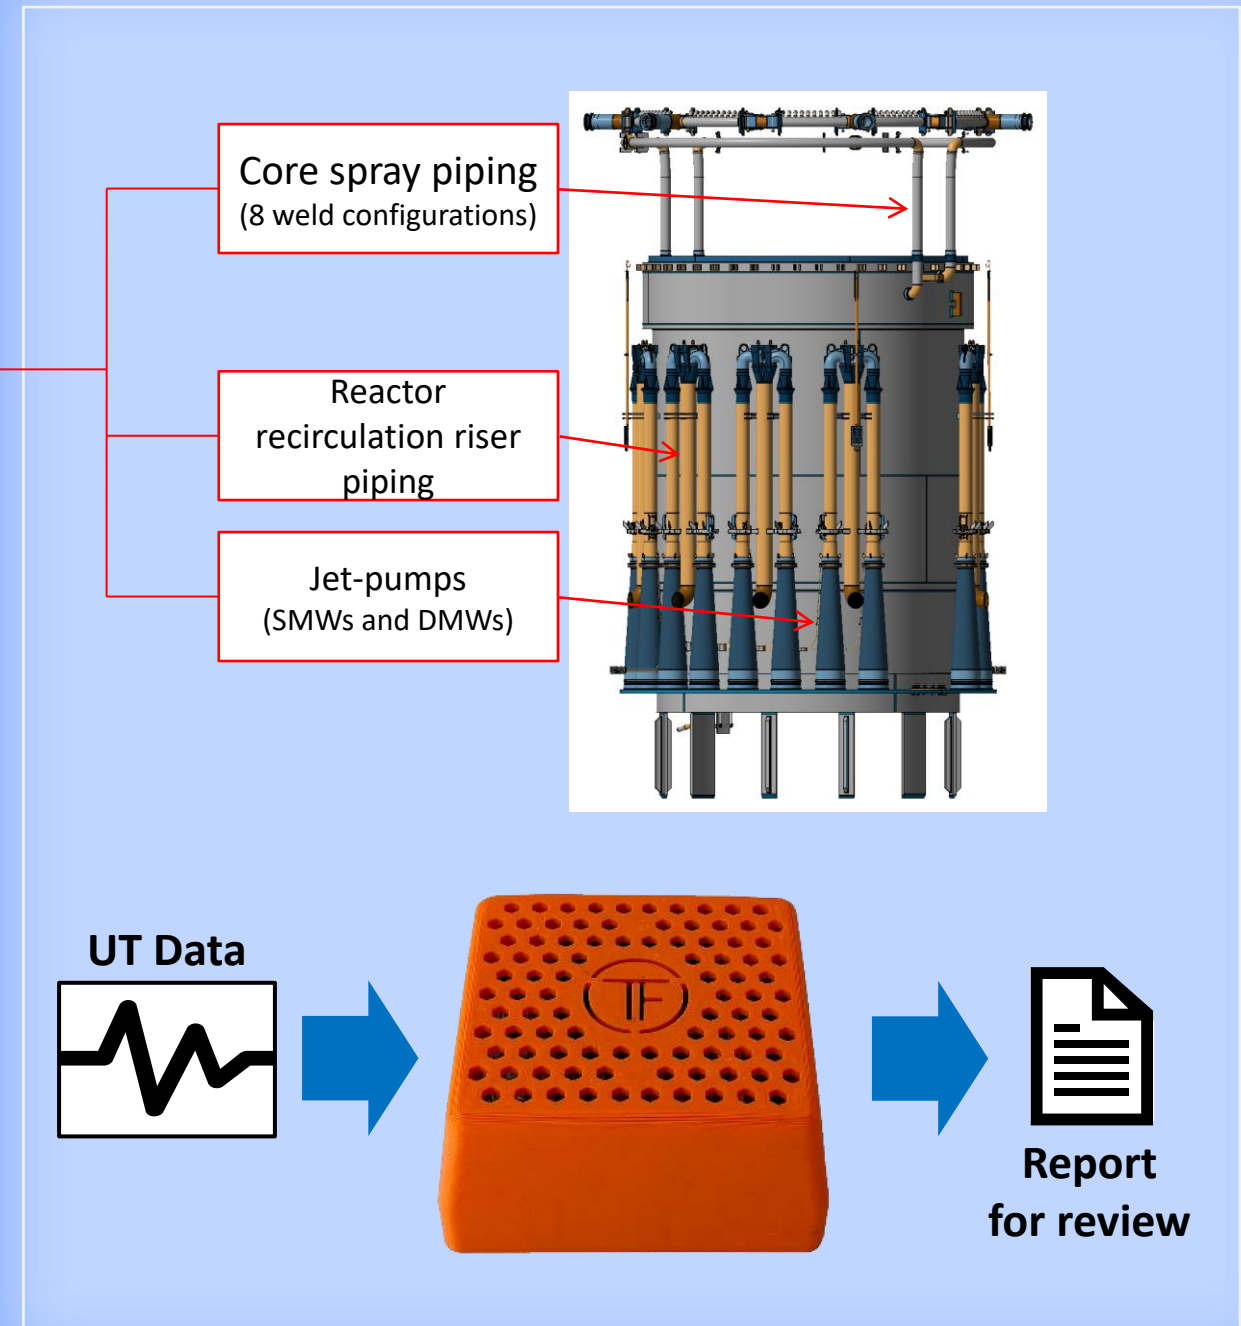 Core spray piping
(8 weld configurations)
Reactor
recirculation riser
piping
Jet-pumps
(SMWs and DMWs)
UT Data
TF
Report
for review